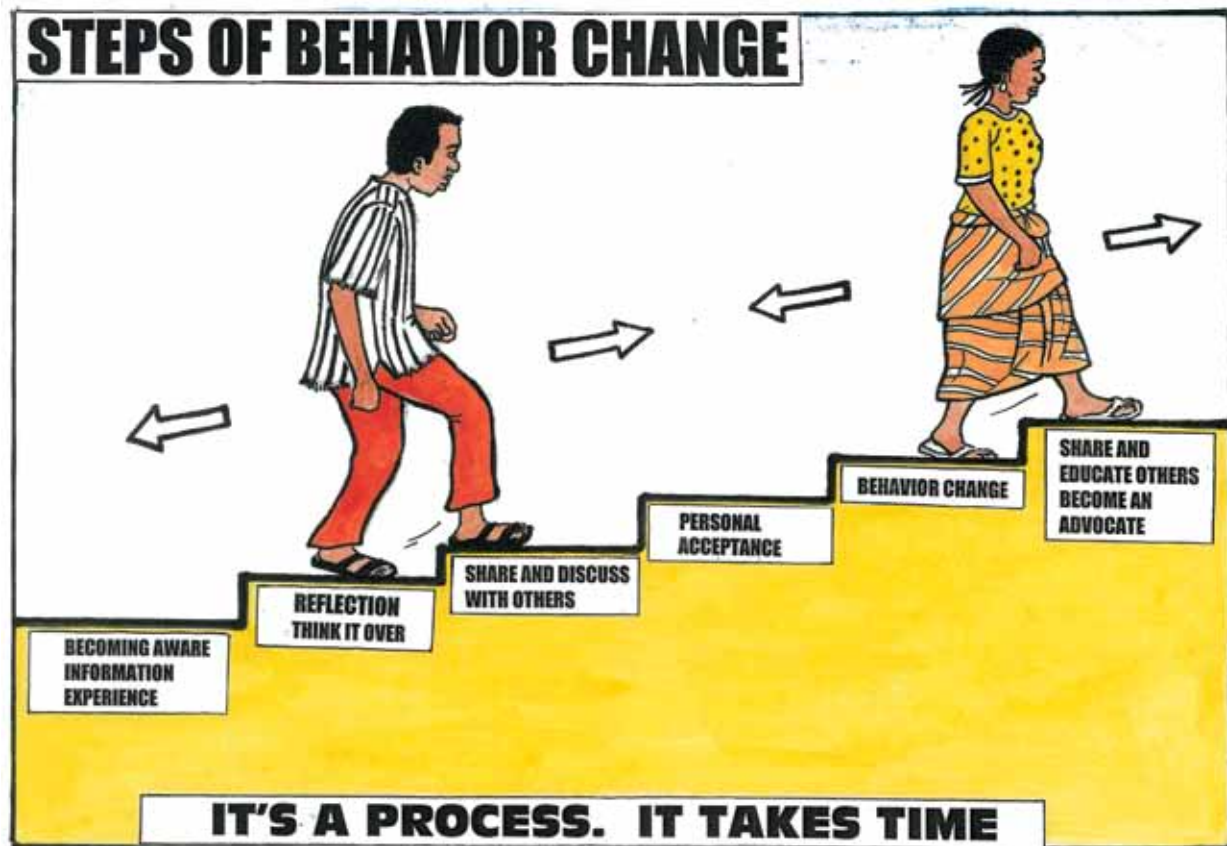 STEPS OF BEHAVIOR CHANGE
BECOMING AWARE
INFORMATION
EXPERIENCE
REFLECTION
THINK IT OVER
SHARE AND DISCUSS
WITH OTHERS
PERSONAL
ACCEPTANCE
BEHAVIOR CHANGE
SHARE AND
EDUCATE OTHERS
BECOME AN
ADVOCATE
IT'S A PROCESS. IT TAKES TIME